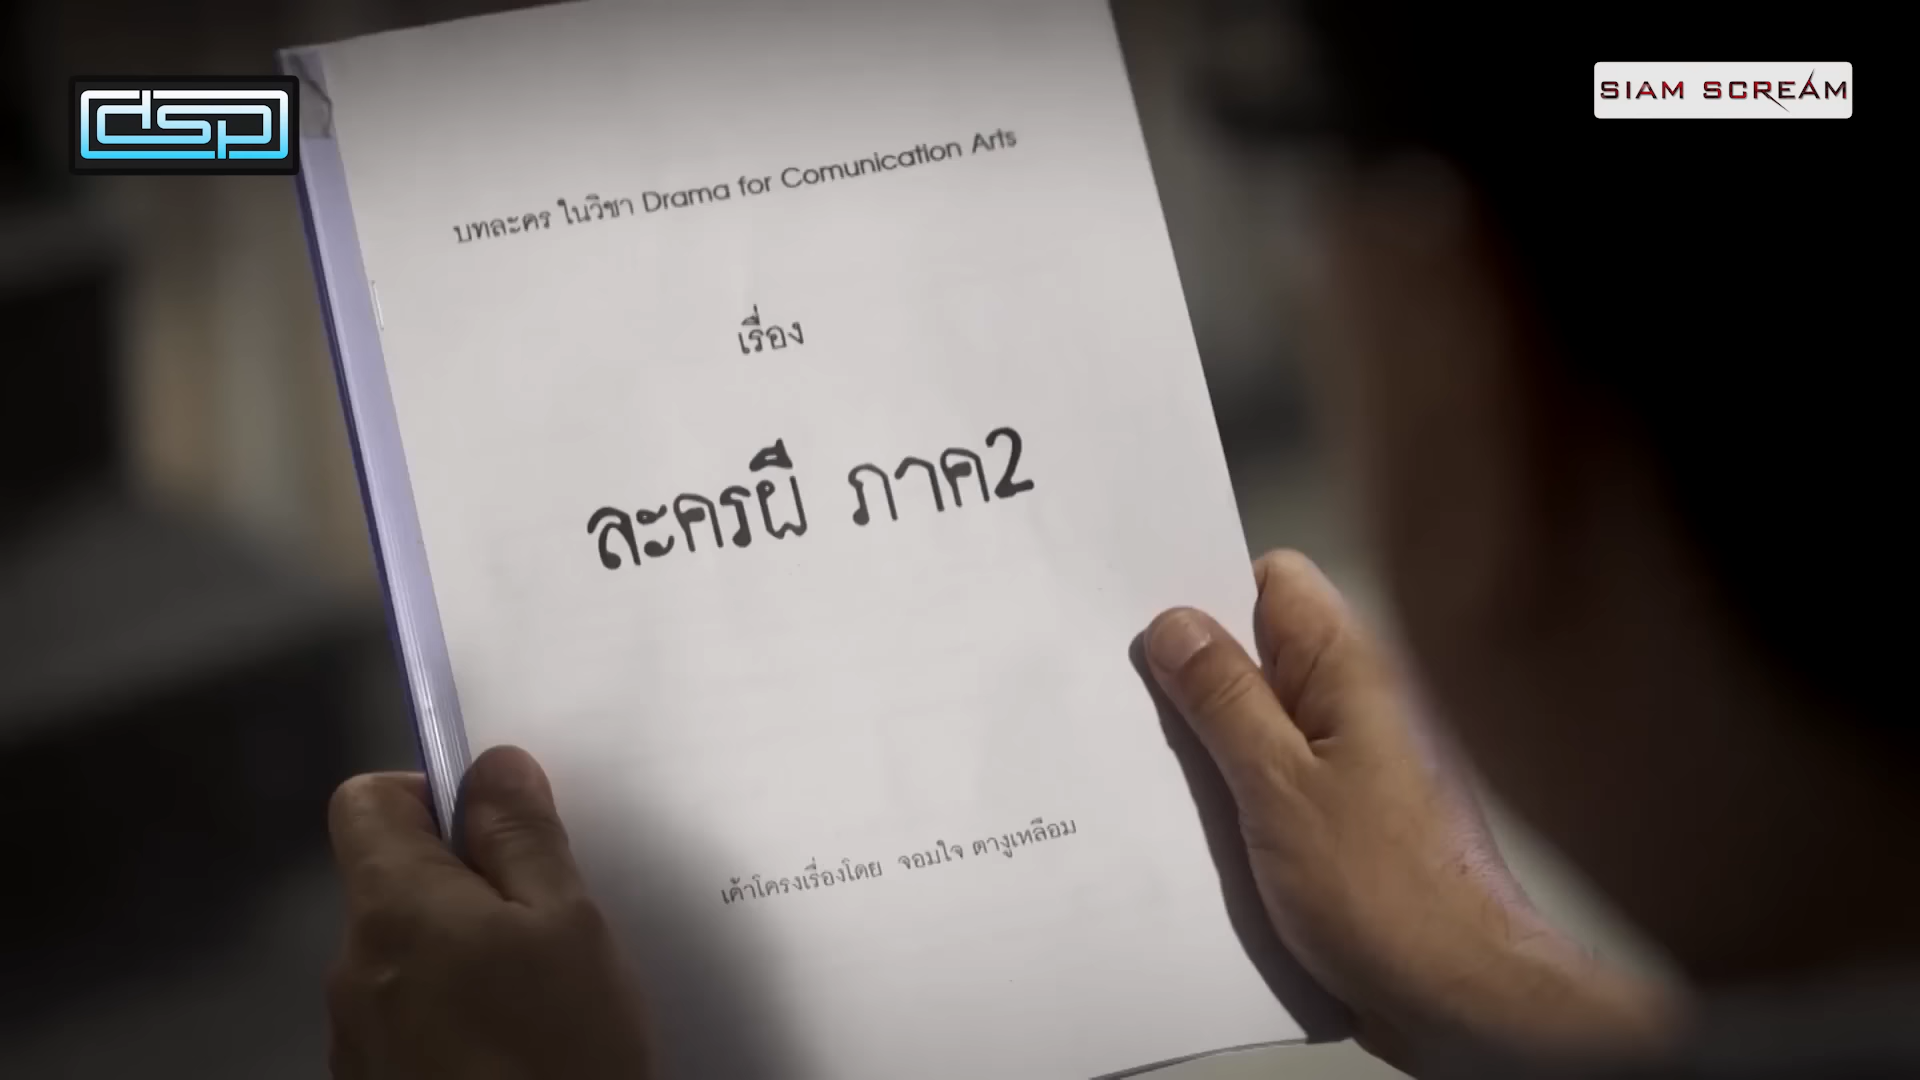 dsp
SIAM SCREAM
บทละคร ในวิชา Drama for Comunication Arts
เรื่อง
ละครผี ภาค2
เค้าโครงเรื่องโดย จอมใจ ตางูเหลือม